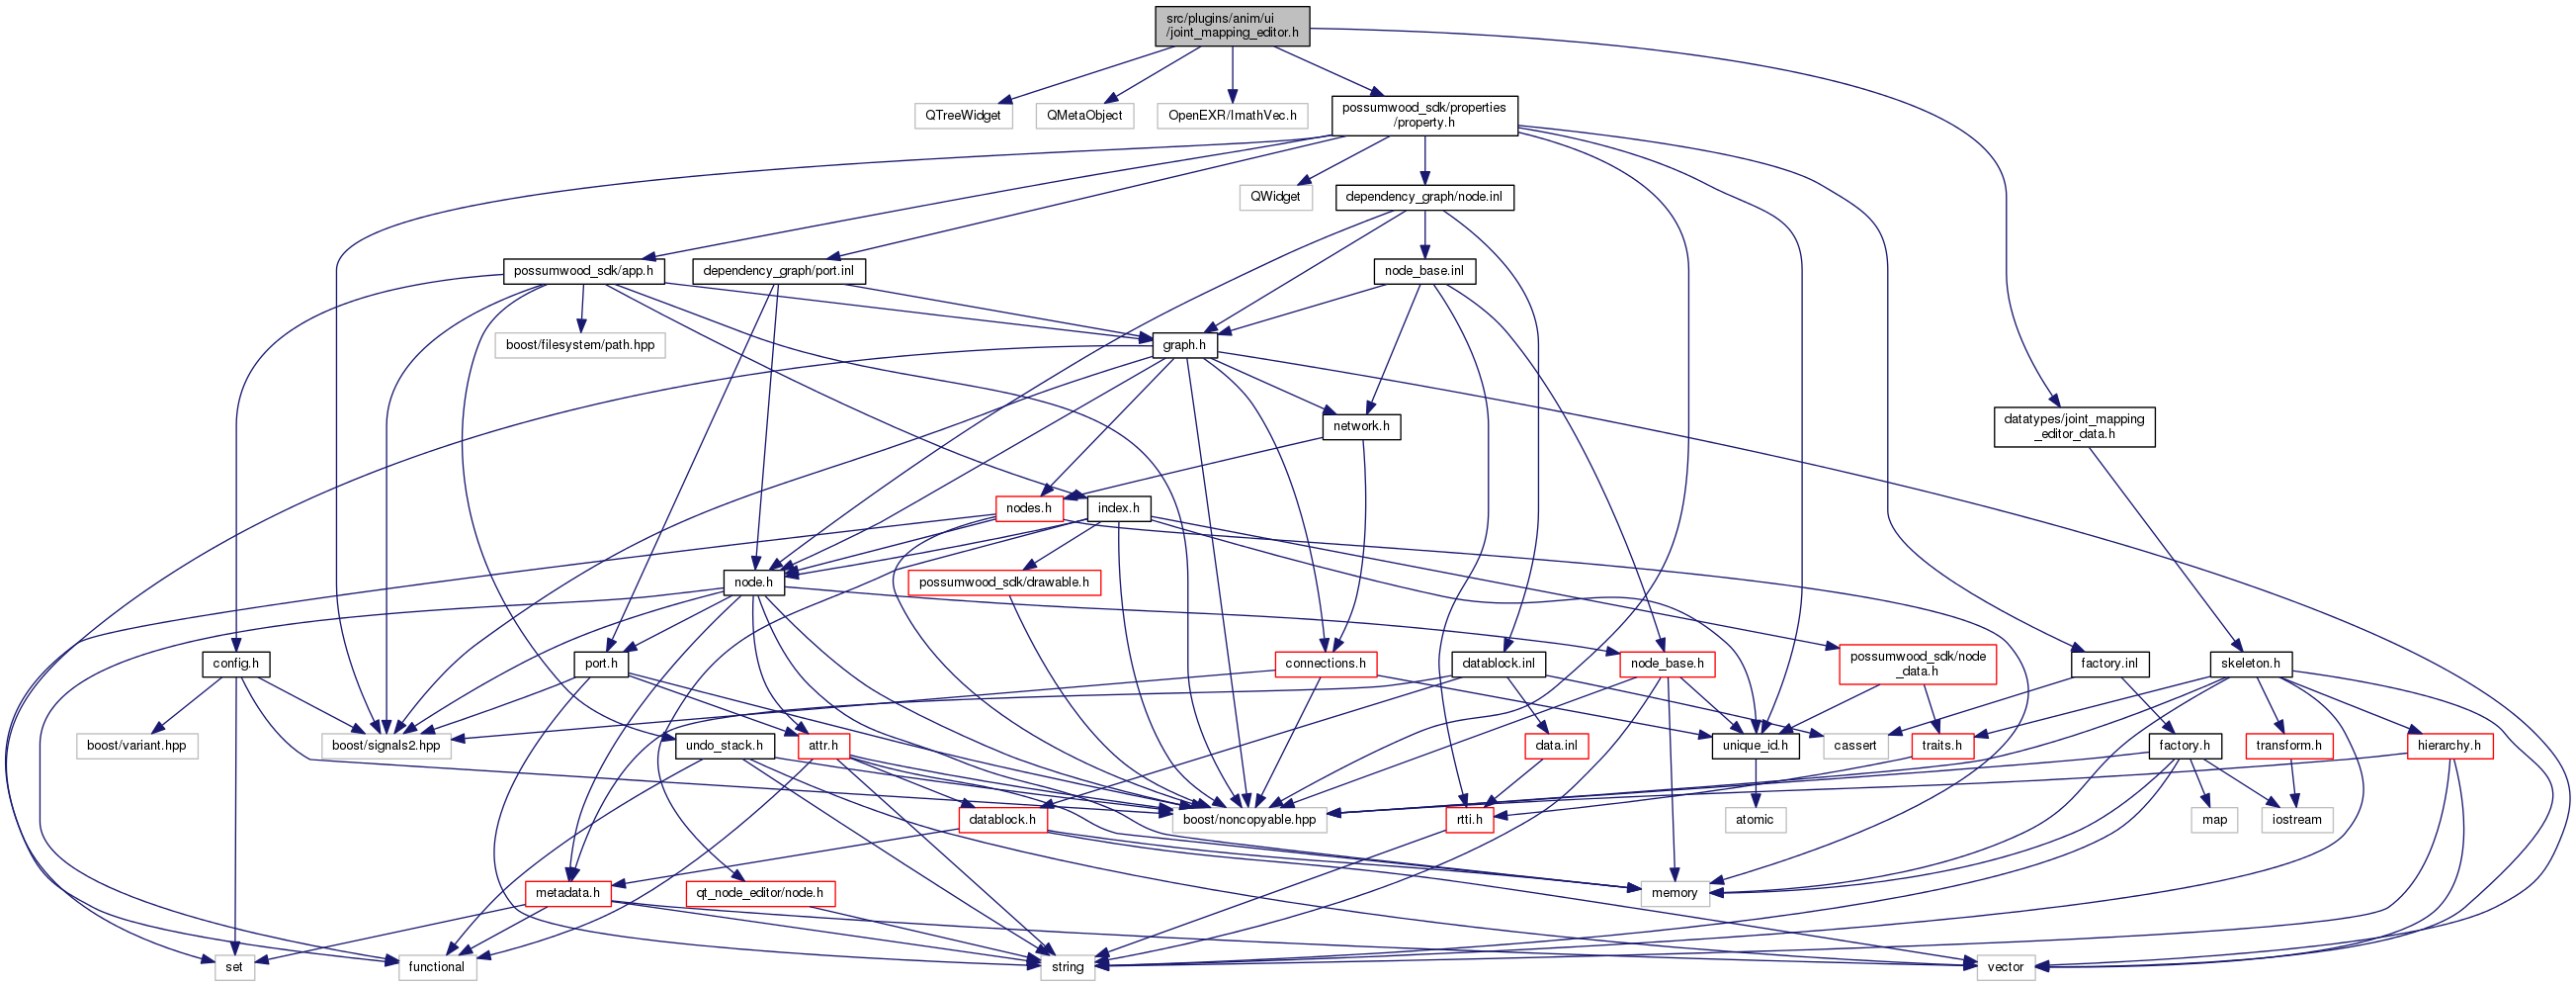 src/plugins/anim/ui
/joint_mapping_editor.h
QTreeWidget
QMetaObject
OpenEXR/ImathVec.h
possumwood_sdk/properties
/property.h
QWidget
dependency_graph/node.inl
possumwood_sdk/app.h
dependency_graph/port.inl
node_base.inl
boost/filesystem/path.hpp
graph.h
network.h
datatypes/joint_mapping
_editor_data.h
nodes.h
index.h
node.h
possumwood_sdk/drawable.h
config.h
port.h
connections.h
datablock.inl
node_base.h
possumwood_sdk/node
_data.h
factory.inl
skeleton.h
boost/variant.hpp
boost/signals2.hpp
undo_stack.h
attr.h
data.inl
unique_id.h
cassert
traits.h
factory.h
transform.h
hierarchy.h
datablock.h
boost/noncopyable.hpp
rtti.h
atomic
map
iostream
metadata.h
qt_node_editor/node.h
memory
set
functional
string
vector